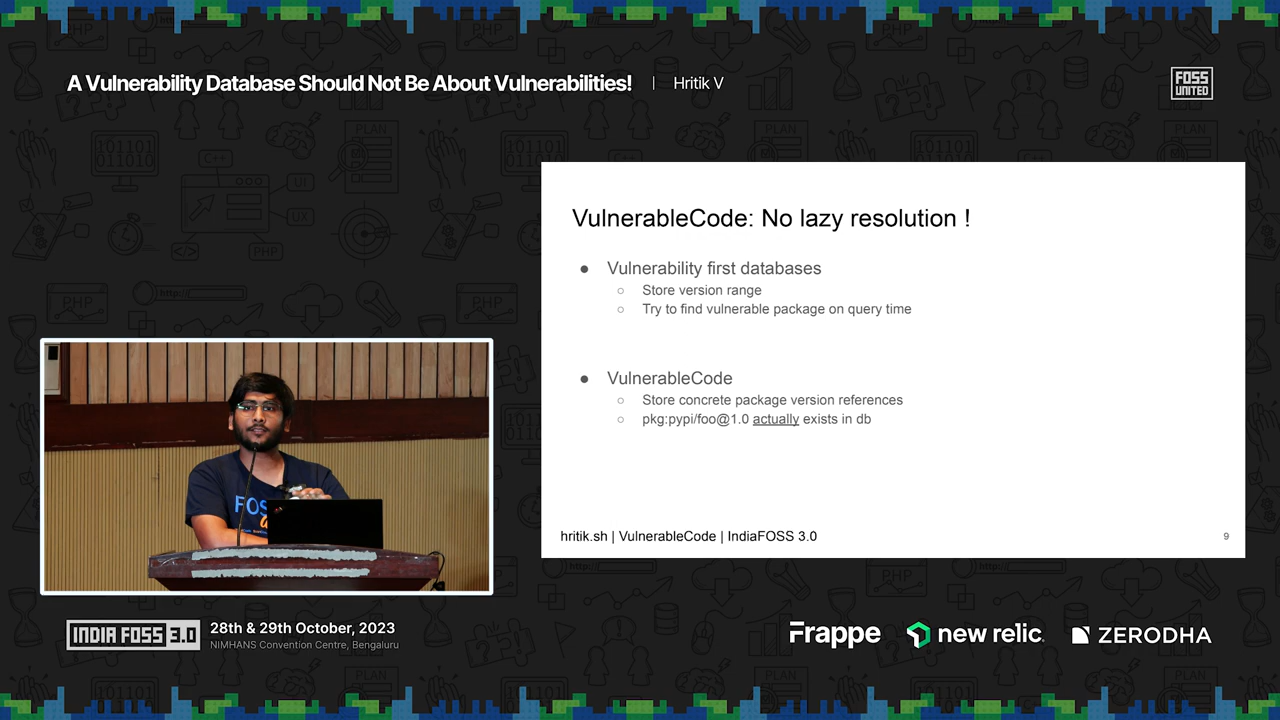 A Vulnerability Database Should Not Be About Vulnerabilities! | Hritik V
FOSS
UNITED
VulnerableCode: No lazy resolution !
● Vulnerability first databases
○ Store version range
○ Try to find vulnerable package on query time
● VulnerableCode
○ Store concrete package version references
○ pkg:pypi/foo@1.0 actually exists in db
hritik.sh | VulnerableCode | IndiaFOSS 3.0
9
FOS
INDIA FOSS 3.0
28th & 29th October, 2023
NIMHANS Convention Centre, Bengaluru
Frappe
new relic
ZERODHA